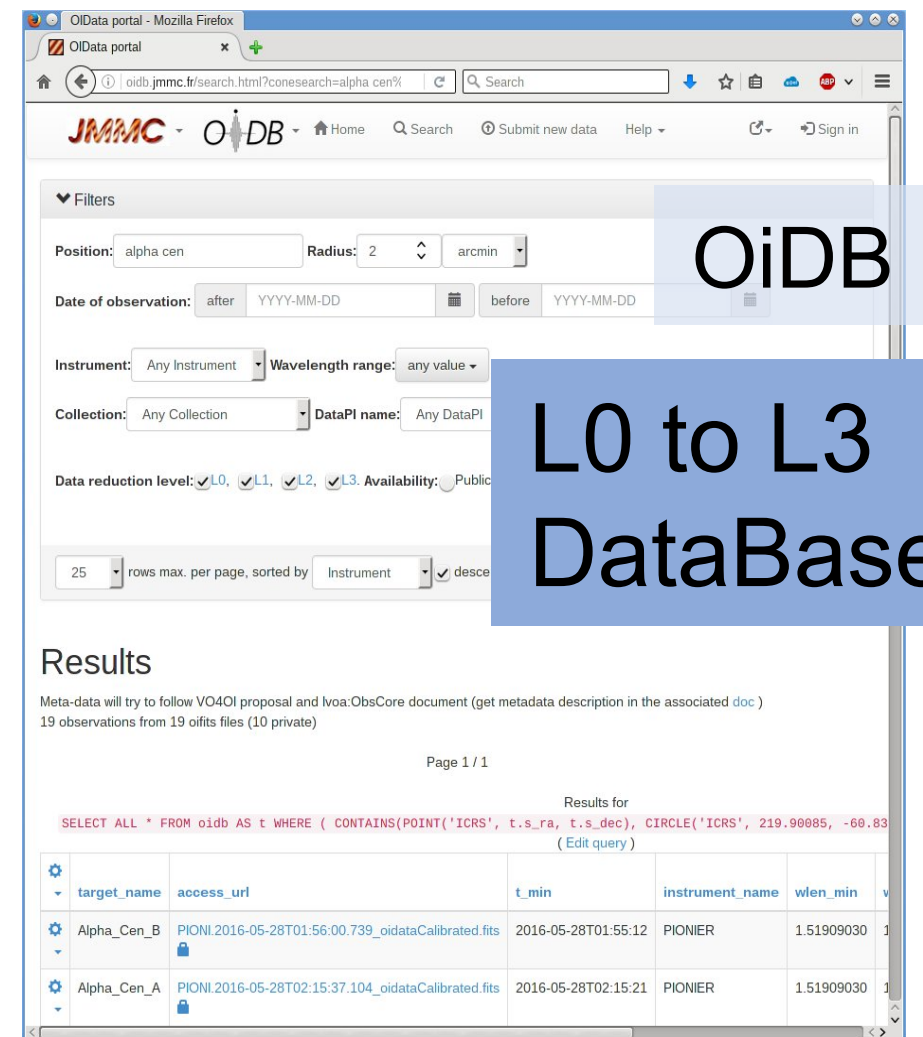 OIData portal - Mozilla Firefox
OIData portal
oidb.jmmc.fr/search.html?conesearch=alpha cen%
Search
ABP
JMMC OiDB Home Search Submit new data Help Sign in
Filters
Position: alpha cen Radius: 2 arcmin
OiDB
Date of observation: after YYYY-MM-DD before YYYY-MM-DD
Instrument: Any Instrument Wavelength range: any value
Collection: Any Collection DataPI name: Any DataPI
L0 to L3
DataBase
Data reduction level: L0, L1, L2, L3. Availability: Public
25 rows max. per page, sorted by Instrument desce
Results
Meta-data will try to follow VO4OI proposal and Ivoa:ObsCore document (get metadata description in the associated doc )
19 observations from 19 oifits files (10 private)
Page 1 / 1
Results for
SELECT ALL * FROM oidb AS t WHERE ( CONTAINS(POINT('ICRS', t.s_ra, t.s_dec), CIRCLE('ICRS', 219.90085, -60.83
( Edit query )
target_name access_url t_min instrument_name wlen_min
Alpha_Cen_B PIONI.2016-05-28T01:56:00.739_oidataCalibrated.fits 2016-05-28T01:55:12 PIONIER 1.51909030 1
Alpha_Cen_A PIONI.2016-05-28T02:15:37.104_oidataCalibrated.fits 2016-05-28T02:15:21 PIONIER 1.51909030 1